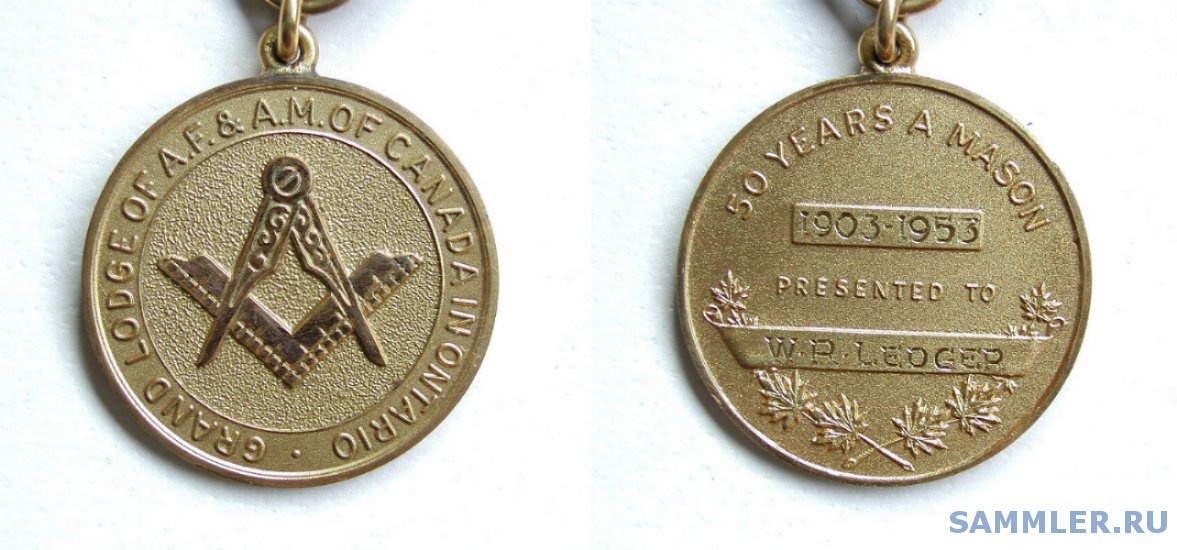 GRAND LODGE OF A.F. & A.M. OF CANADA IN ONTARIO ·
50 YEARS A MASON
1903-1953
PRESENTED TO
W.R. LEDGER
SAMMLER.RU